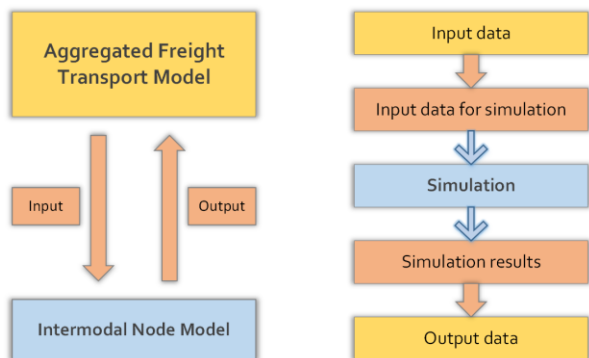 Aggregated Freight
Transport Model
Input
Output
Intermodal Node Model
Input data
Input data for simulation
Simulation
Simulation results
Output data